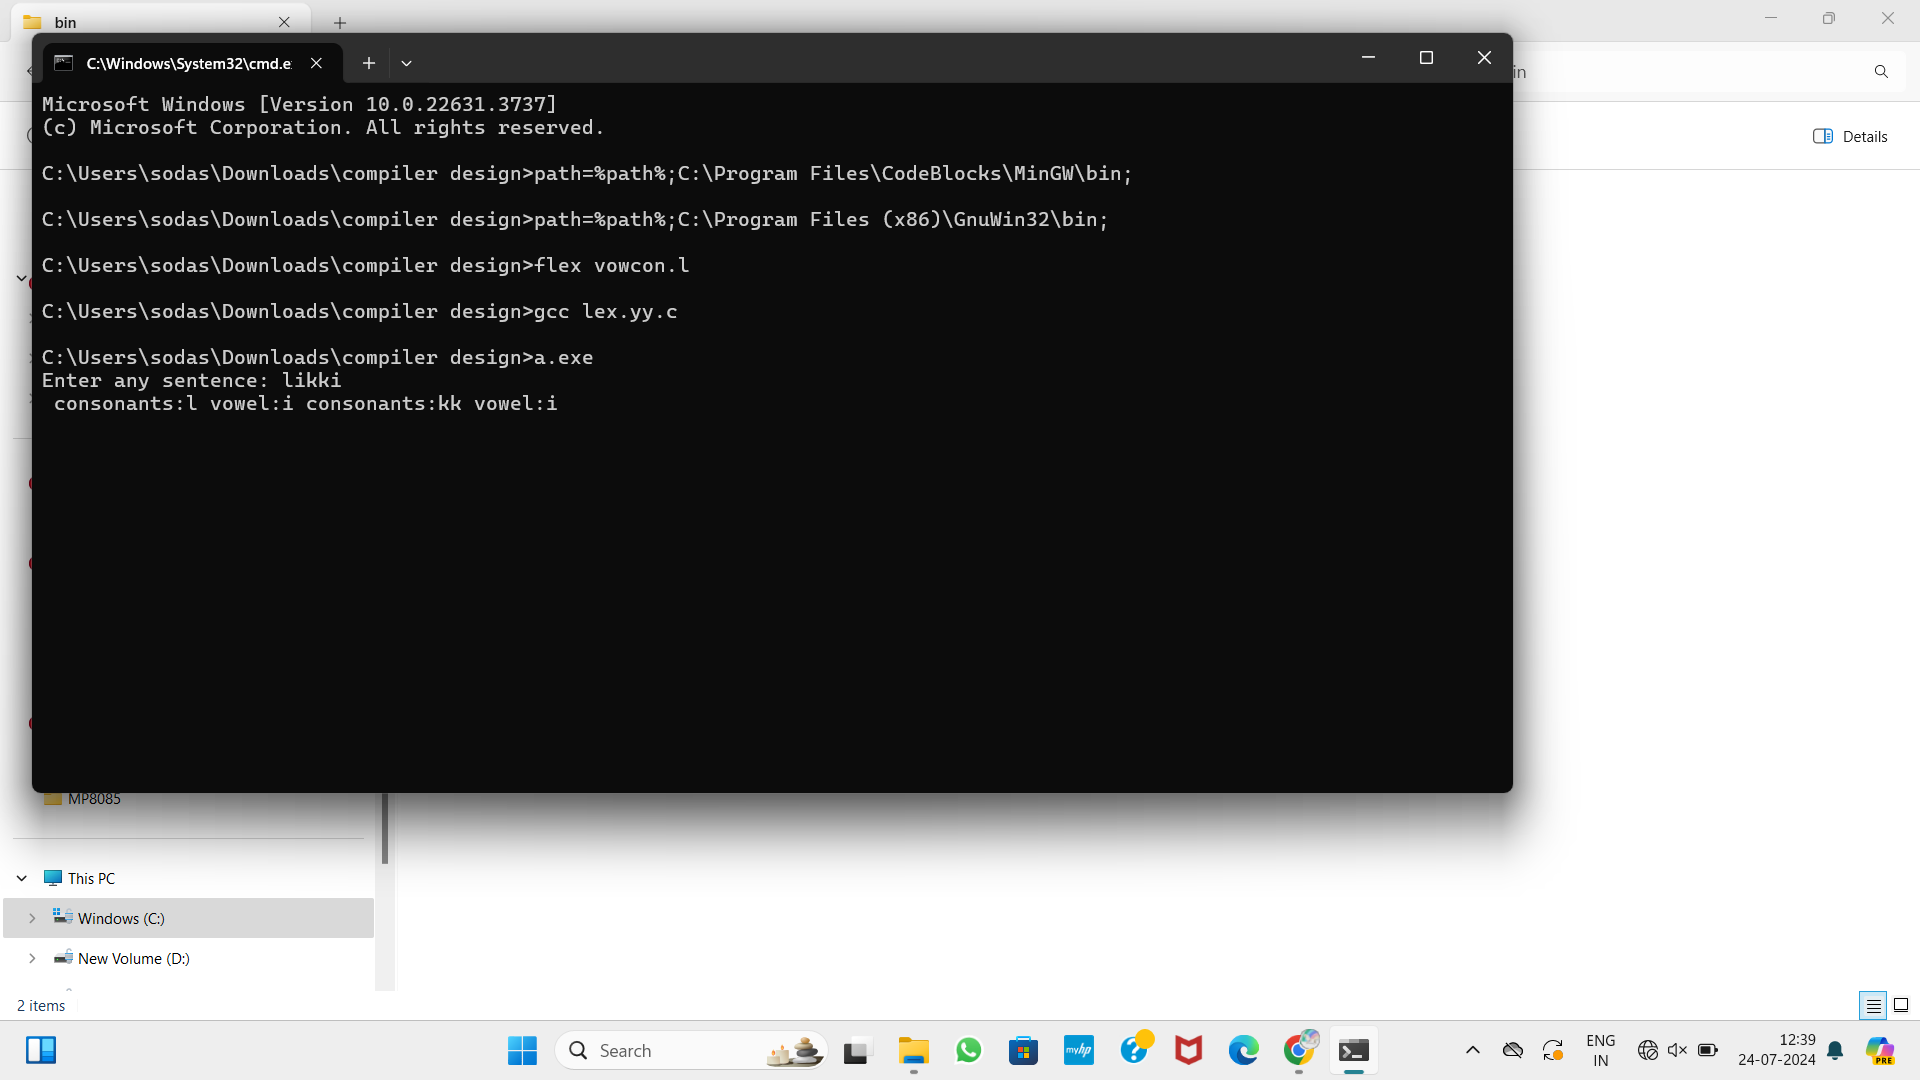 bin
C:\Windows\System32\cmd.e
in
Microsoft Windows [Version 10.0.22631.3737]
(c) Microsoft Corporation. All rights reserved.
Details
C:\Users\sodas\Downloads\compiler design>path=%path%;C:\Program Files\CodeBlocks\MinGW\bin;
C:\Users\sodas\Downloads\compiler design>path=%path%;C:\Program Files (x86)\GnuWin32\bin;
C:\Users\sodas\Downloads\compiler design>flex vowcon.l
C:\Users\sodas\Downloads\compiler design>gcc lex.yy.c
C:\Users\sodas\Downloads\compiler design>a.exe
Enter any sentence: likki
consonants:l vowel:i consonants:kk vowel:i
MP8085
This PC
Windows (C:)
New Volume (D:)
2 items
Search
myhp
ENG
IN
12:39
24-07-2024
PRE